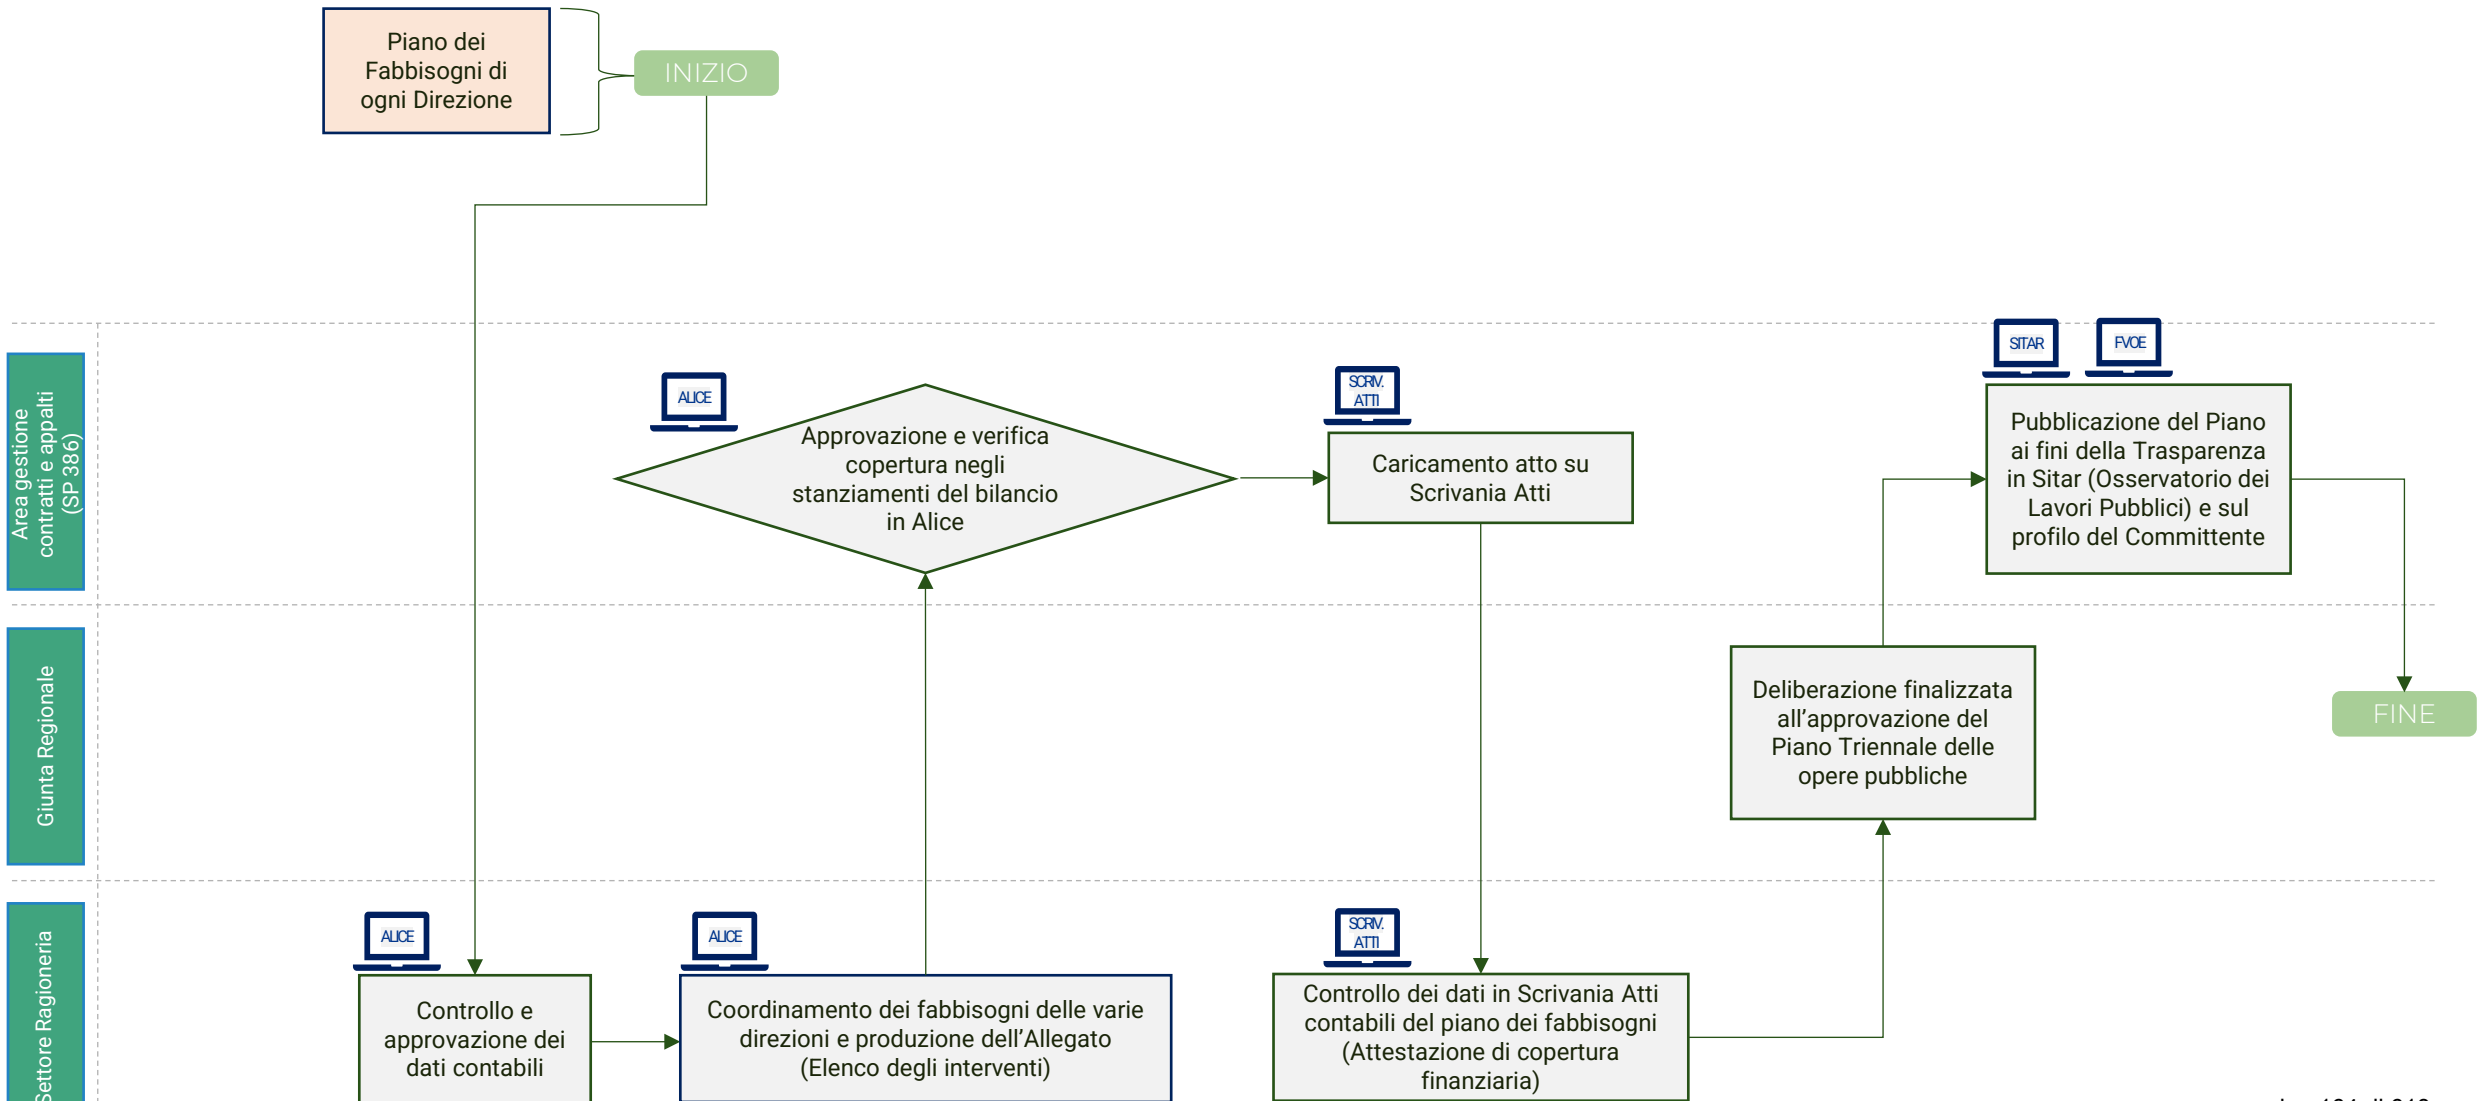 Piano dei
Fabbisogni di
ogni Direzione
INIZIO
Area gestione
contratti e appalti
(SP 386)
ALICE
Approvazione e verifica
copertura negli
stanziamenti del bilancio
in Alice
SCRIV.
ATTI
Caricamento atto su
Scrivania Atti
SITAR
FVOE
Pubblicazione del Piano
ai fini della Trasparenza
in Sitar (Osservatorio dei
Lavori Pubblici) e sul
profilo del Committente
Giunta Regionale
Deliberazione finalizzata
all’approvazione del
Piano Triennale delle
opere pubbliche
FINE
Settore Ragioneria
ALICE
Controllo e
approvazione dei
dati contabili
ALICE
Coordinamento dei fabbisogni delle varie
direzioni e produzione dell’Allegato
(Elenco degli interventi)
SCRIV.
ATTI
Controllo dei dati in Scrivania Atti
contabili del piano dei fabbisogni
(Attestazione di copertura
finanziaria)